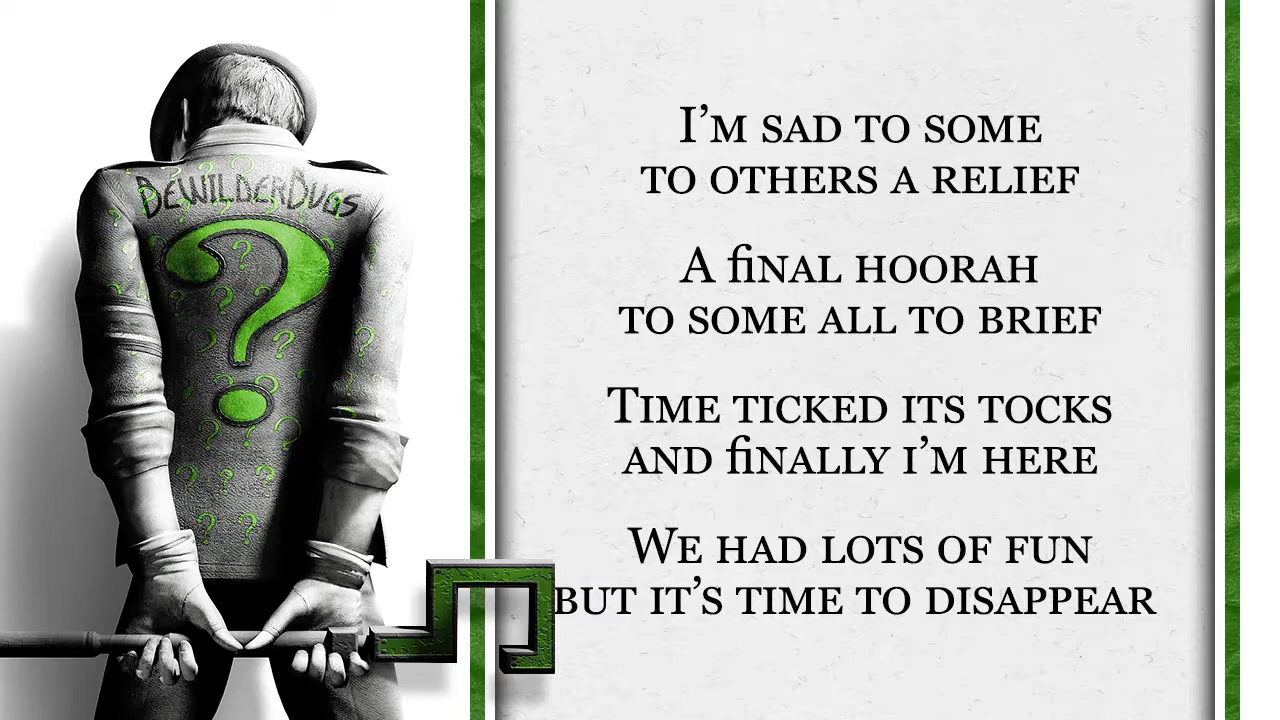 BewilderBugs
I'm sad to some
to others a relief
A final hoorah
to some all to brief
Time ticked its tocks
and finally i'm here
We had lots of fun
but it's time to disappear